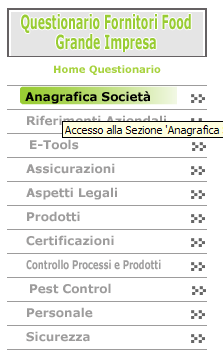 Questionario Fornitori Food
Grande Impresa
Home Questionario
Anagrafica Società
Riferimenti Aziendali
Accesso alla Sezione 'Anagrafica
E-Tools
Assicurazioni
Aspetti Legali
Prodotti
Certificazioni
Controllo Processi e Prodotti
Pest Control
Personale
Sicurezza